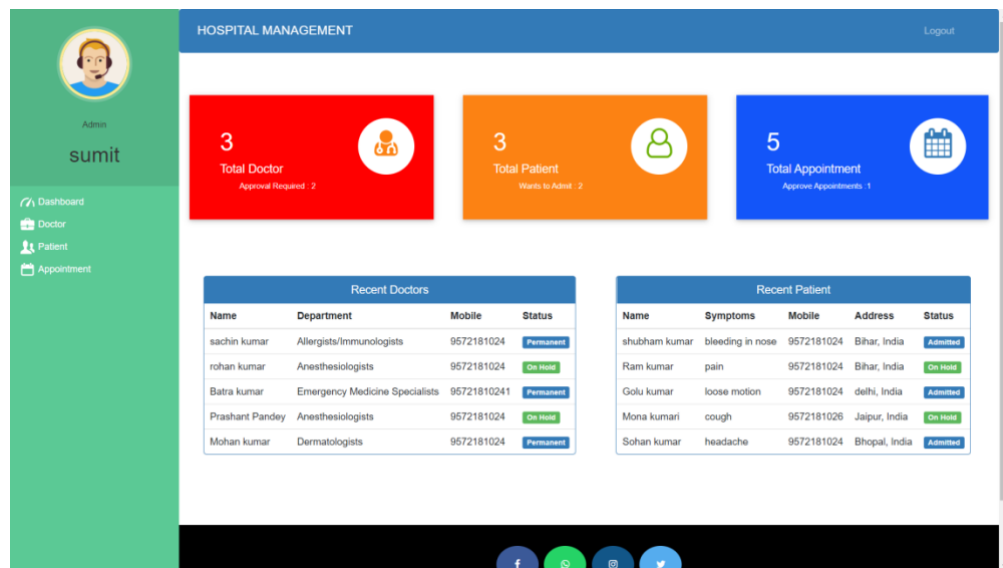 HOSPITAL MANAGEMENT Logout
Admin
sumit
Dashboard
Doctor
Patient
Appointment
3
Total Doctor
Approval Required : 2
3
Total Patient
Wants to Admit : 2
5
Total Appointment
Approve Appointments :1
Recent Doctors
Name Department Mobile Status
sachin kumar Allergists/Immunologists 9572181024 Permanent
rohan kumar Anesthesiologists 9572181024 On Hold
Batra kumar Emergency Medicine Specialists 95721810241 Permanent
Prashant Pandey Anesthesiologists 9572181024 On Hold
Mohan kumar Dermatologists 9572181024 Permanent
Recent Patient
Name Symptoms Mobile Address Status
shubham kumar bleeding in nose 9572181024 Bihar, India Admitted
Ram kumar pain 9572181024 Bihar, India On Hold
Golu kumar loose motion 9572181024 delhi, India Admitted
Mona kumari cough 9572181026 Jaipur, India On Hold
Sohan kumar headache 9572181024 Bhopal, India Admitted